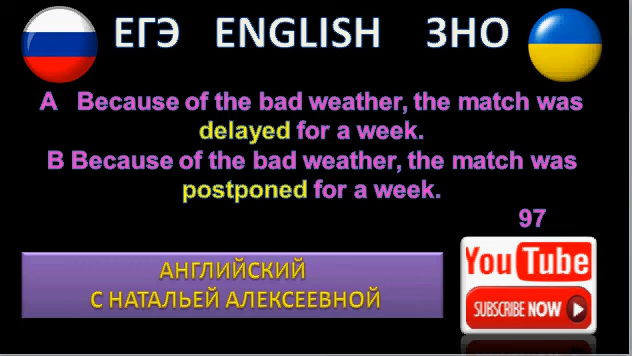 ЕГЭ ENGLISH ЗНО
A Because of the bad weather, the match was
delayed for a week.
B Because of the bad weather, the match was
postponed for a week.
97
АНГЛИЙСКИЙ
С НАТАЛЬЕЙ АЛЕКСЕЕВНОЙ
YouTube
SUBSCRIBE NOW